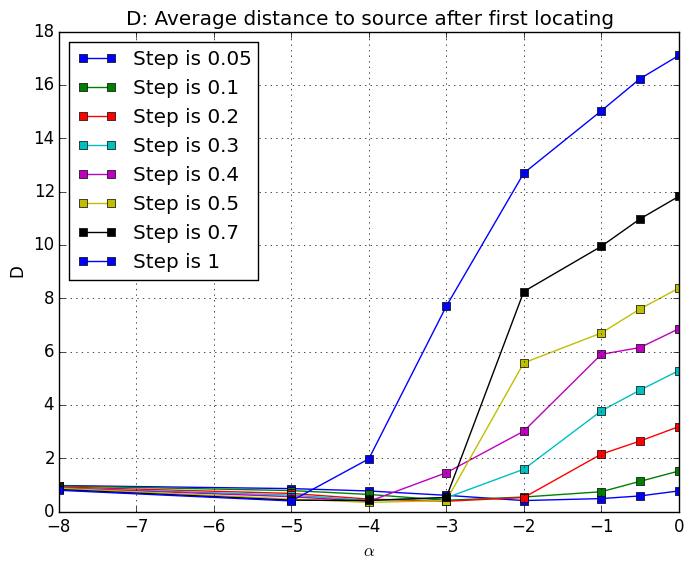 D: Average distance to source after first locating
18
16
14
12
10
8
6
4
2
0
D
Step is 0.05
Step is 0.1
Step is 0.2
Step is 0.3
Step is 0.4
Step is 0.5
Step is 0.7
Step is 1
−8 −7 −6 −5 −4 −3 −2 −1 0
α